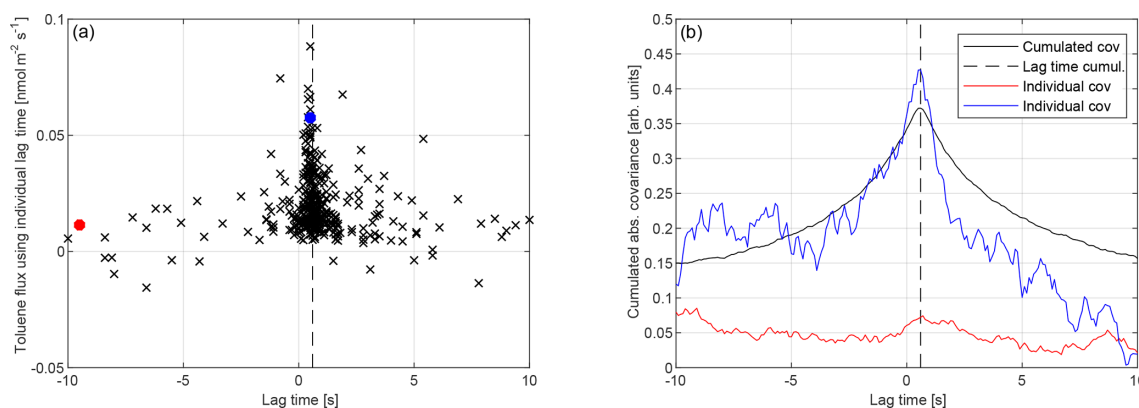 (a)
Toluene flux using individual lag time [nmol m⁻² s⁻¹]
0.1
0.05
0
-0.05
-10
-5
0
5
10
Lag time [s]
(b)
Cumulated abs. covariance [arb. units]
0.5
0.45
0.4
0.35
0.3
0.25
0.2
0.15
0.1
0.05
0
-10
-5
0
5
10
Lag time [s]
Cumulated cov
Lag time cumul.
Individual cov
Individual cov